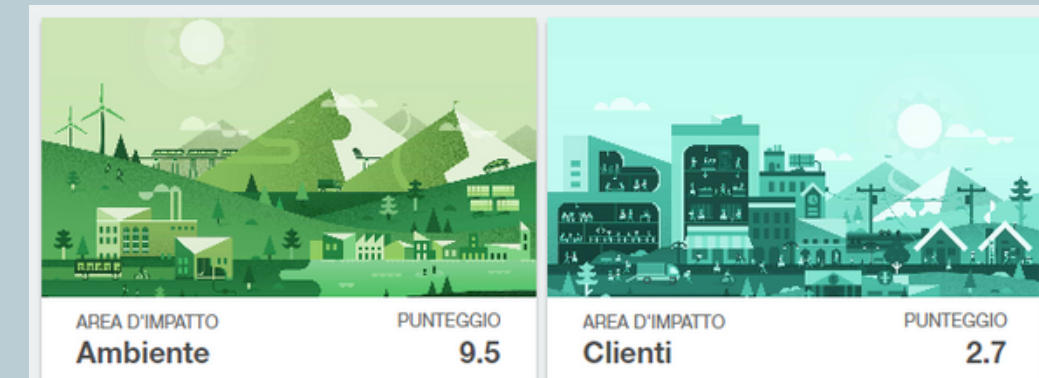 AREA D'IMPATTO PUNTEGGIO
Ambiente 9.5
AREA D'IMPATTO PUNTEGGIO
Clienti 2.7